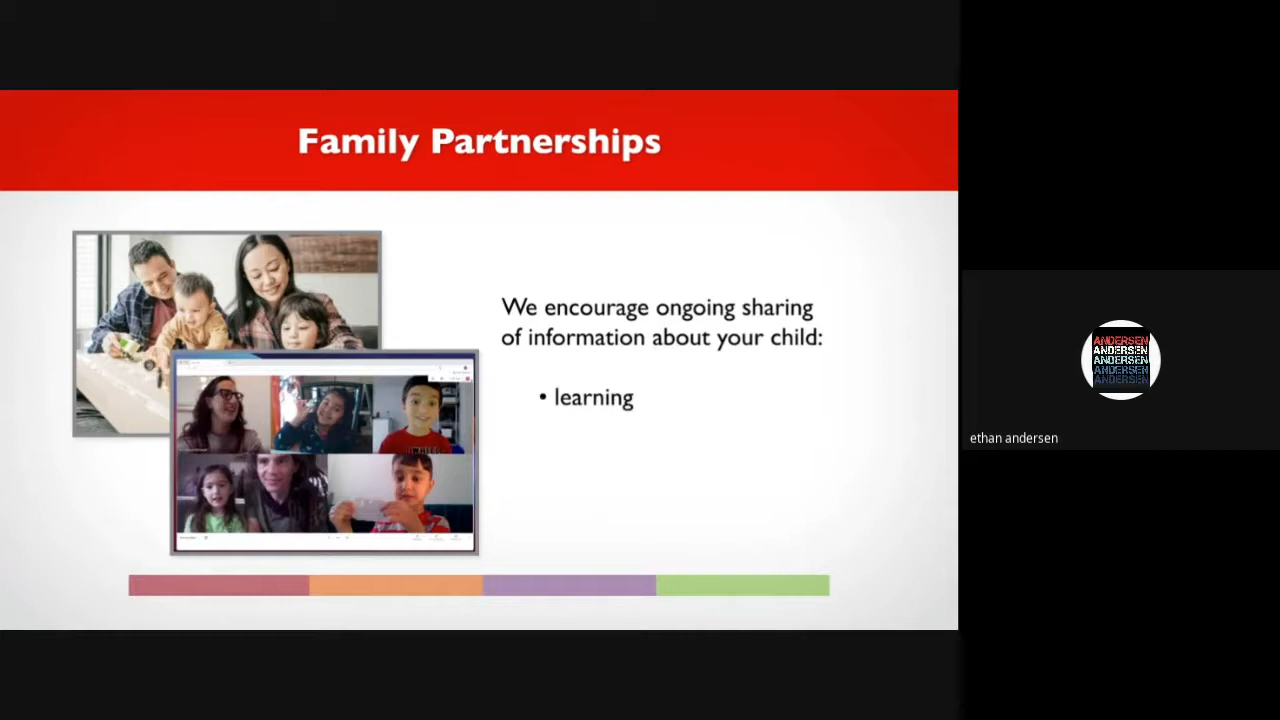 Family Partnerships
We encourage ongoing sharing
of information about your child:
• learning
ANDERSEN
ANDERSEN
ANDERSEN
ANDERSEN
ANDERSEN
ethan andersen